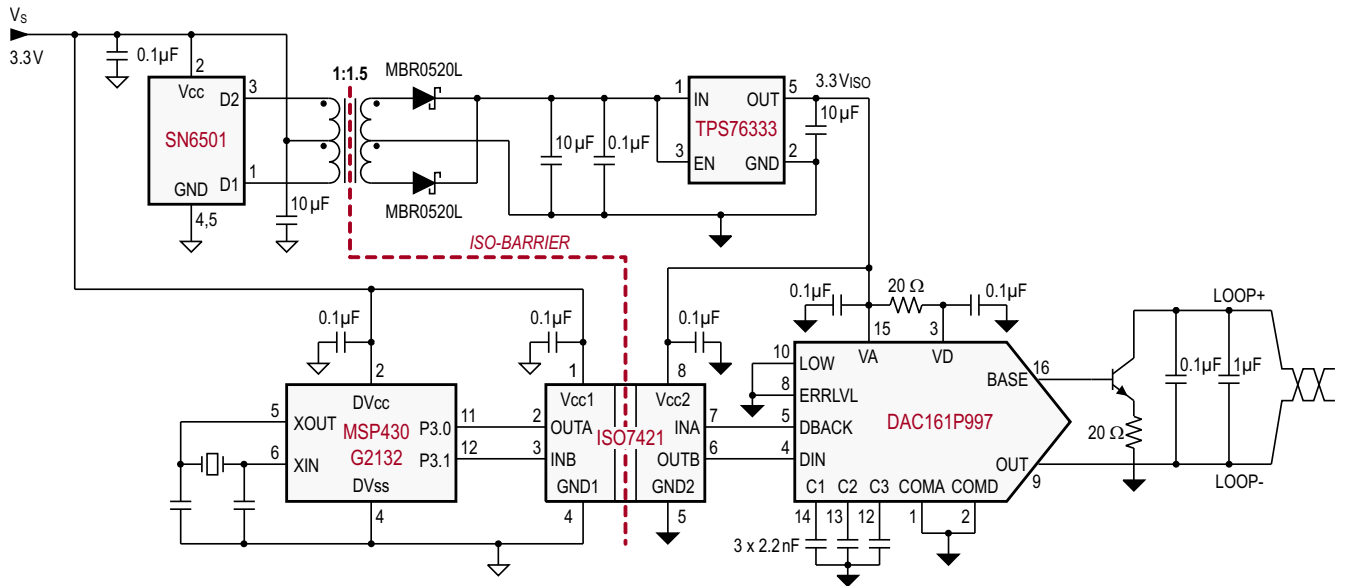 VS
3.3V
0.1µF
2
Vcc
3
D2
SN6501
1
D1
GND
4,5
10µF
1:1.5
MBR0520L
MBR0520L
10µF
0.1µF
1
IN
OUT
5
TPS76333
3
EN
GND
2
3.3VISO
10µF
ISO-BARRIER
0.1µF
2
DVcc
5
XOUT
MSP430
G2132
P3.0
11
6
XIN
P3.1
12
DVss
4
0.1µF
1
Vcc1
2
OUTA
3
INB
GND1
4
ISO7421
0.1µF
8
Vcc2
INA
7
OUTB
6
GND2
5
0.1µF
20 Ω
0.1µF
15
3
VA
VD
10
LOW
8
ERRLVL
5
DBACK
4
DIN
DAC161P997
BASE
16
OUT
9
C1
C2
C3
COMA
COMD
14
13
12
1
2
3 x 2.2nF
20 Ω
0.1µF
1µF
LOOP+
LOOP-